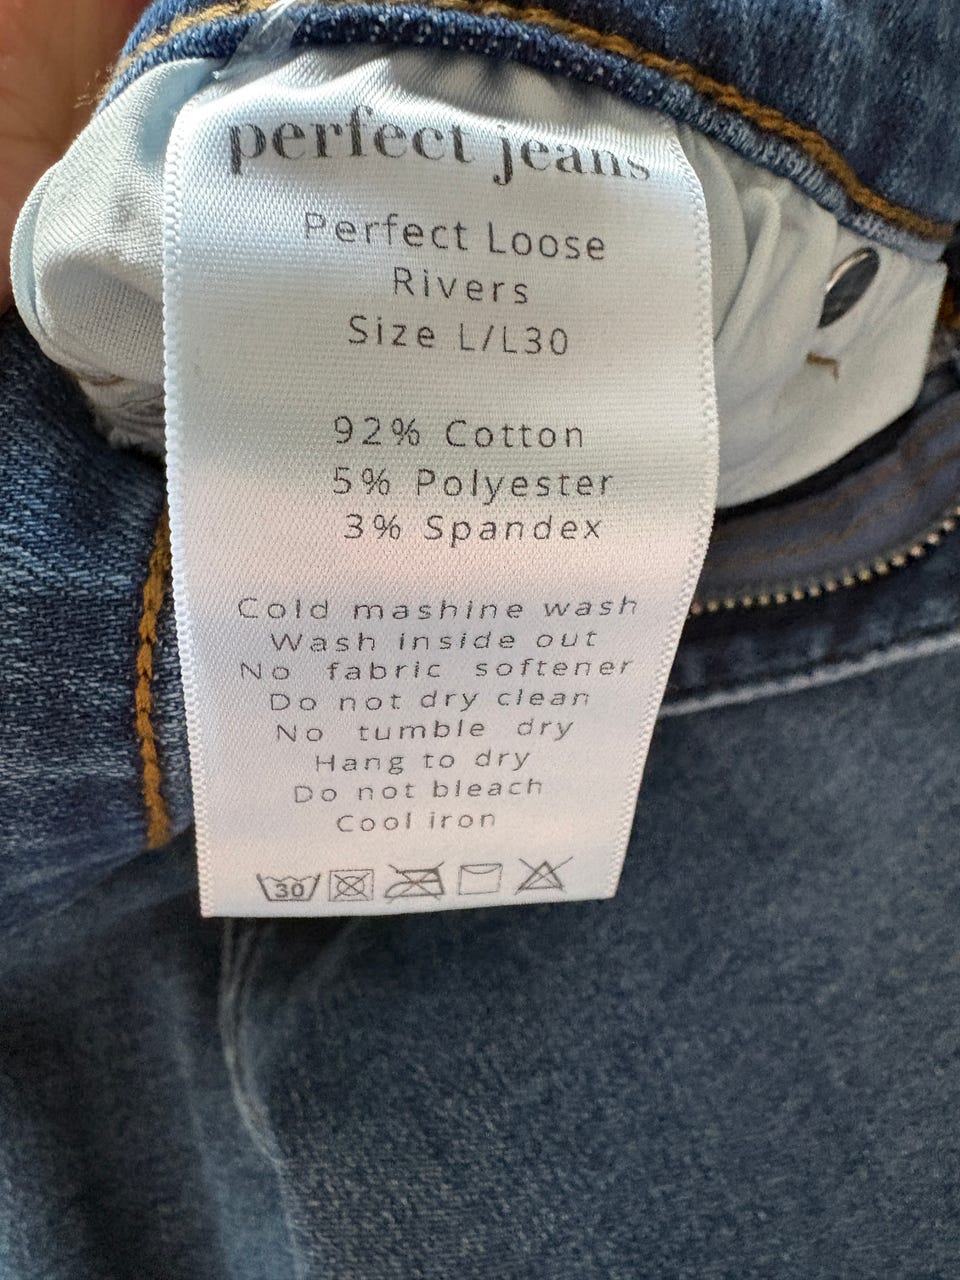 perfect jeans
Perfect Loose
Rivers
Size L/L30
92% Cotton
5% Polyester
3% Spandex
Cold mashine wash
Wash inside out
No fabric softener
Do not dry clean
No tumble dry
Hang to dry
Do not bleach
Cool iron
30